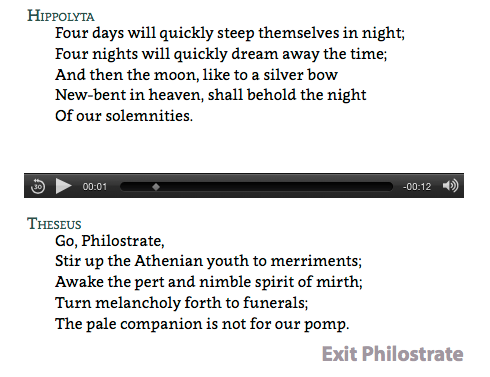 Hippolyta
Four days will quickly steep themselves in night;
Four nights will quickly dream away the time;
And then the moon, like to a silver bow
New-bent in heaven, shall behold the night
Of our solemnities.
30 00:01 -00:12
Theseus
Go, Philostrate,
Stir up the Athenian youth to merriments;
Awake the pert and nimble spirit of mirth;
Turn melancholy forth to funerals;
The pale companion is not for our pomp.
Exit Philostrate